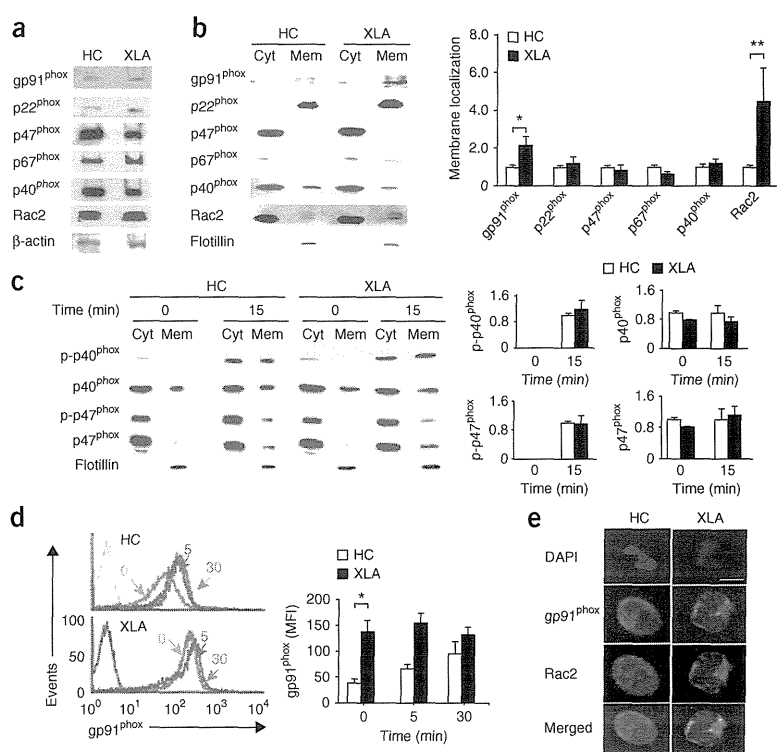 a
HC XLA
gp91phox
p22phox
p47phox
p67phox
p40phox
Rac2
β-actin
b
HC XLA
Cyt Mem Cyt Mem
gp91phox
p22phox
p47phox
p67phox
p40phox
Rac2
Flotillin
Membrane localization
8.0
6.0
4.0
2.0
0
HC
XLA
*
**
gp91phox
p22phox
p47phox
p67phox
p40phox
Rac2
c
HC XLA
Time (min) 0 15 0 15
Cyt Mem Cyt Mem Cyt Mem Cyt Mem
p-p40phox
p40phox
p-p47phox
p47phox
Flotillin
HC XLA
p-p40phox
1.6
0.8
0
0 15
Time (min)
p40phox
1.6
0.8
0
0 15
Time (min)
p-p47phox
1.6
0.8
0
0 15
Time (min)
p47phox
1.6
0.8
0
0 15
Time (min)
d
HC
0 5 30
XLA
0 5 30
Events
100
50
0
100 101 102 103 104
gp91phox
HC
XLA
gp91phox (MFI)
200
150
100
50
0
*
0 5 30
Time (min)
e
HC XLA
DAPI
gp91phox
Rac2
Merged